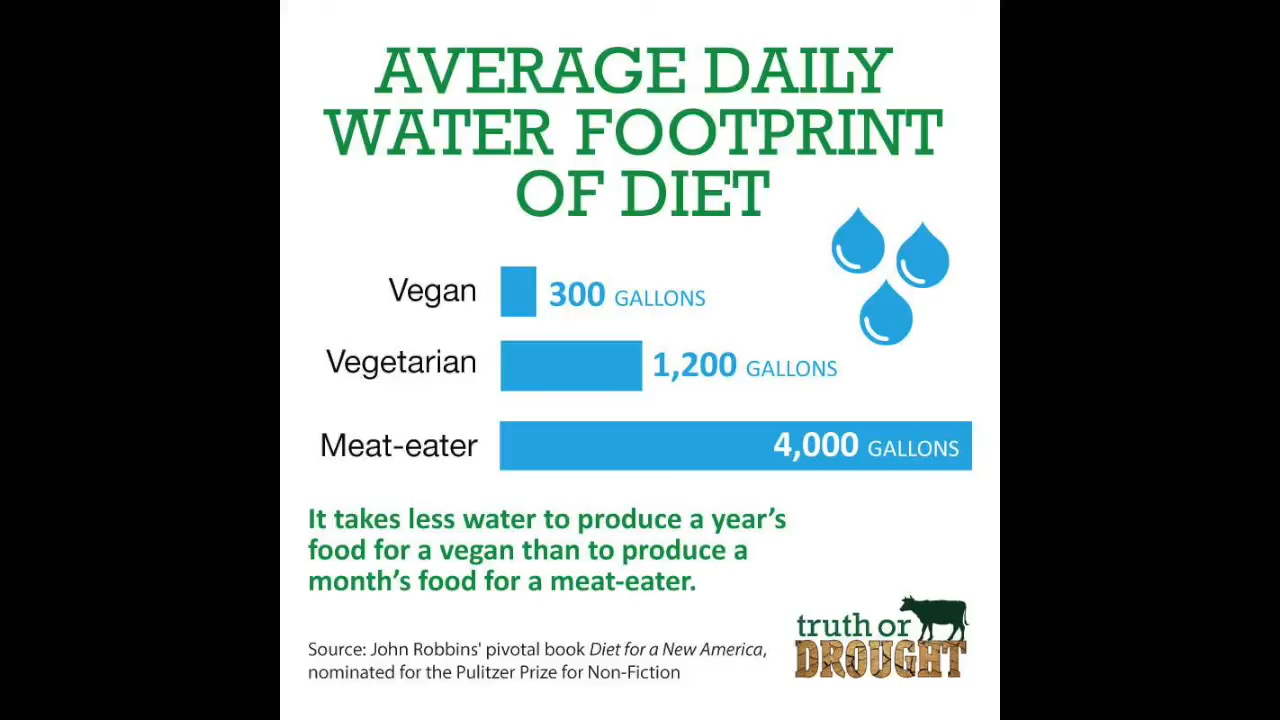 AVERAGE DAILY
WATER FOOTPRINT
OF DIET
Vegan 300 GALLONS
Vegetarian 1,200 GALLONS
Meat-eater 4,000 GALLONS
It takes less water to produce a year’s
food for a vegan than to produce a
month’s food for a meat-eater.
Source: John Robbins' pivotal book Diet for a New America,
nominated for the Pulitzer Prize for Non-Fiction
truth or
DROUGHT